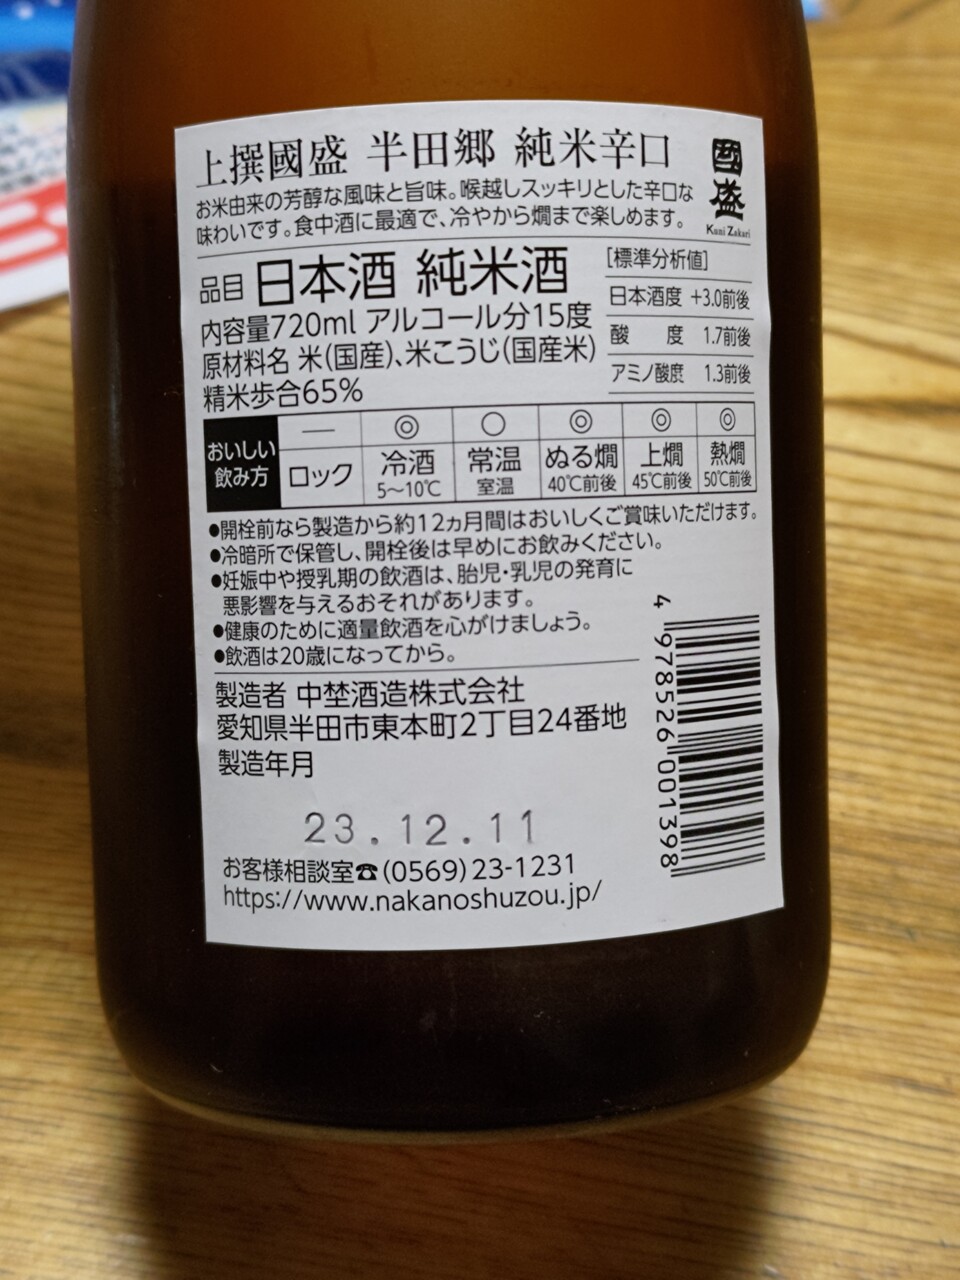 上撰國盛 半田郷 純米辛口
國盛
Kuni Zakari
お米由来の芳醇な風味と旨味。喉越しスッキリとした辛口な
味わいです。食中酒に最適で、冷やから燗まで楽しめます。
品目 日本酒 純米酒
内容量720ml アルコール分15度
原材料名 米(国産)、米こうじ(国産米)
精米歩合65%
[標準分析値]
日本酒度 +3.0前後
酸 度 1.7前後
アミノ酸度 1.3前後
おいしい
飲み方
― ◎ ○ ◎ ◎ ◎
ロック 冷酒 常温 ぬる燗 上燗 熱燗
5～10℃ 室温 40℃前後 45℃前後 50℃前後
●開栓前なら製造から約12ヵ月間はおいしくご賞味いただけます。
●冷暗所で保管し、開栓後は早めにお飲みください。
●妊娠中や授乳期の飲酒は、胎児・乳児の発育に
悪影響を与えるおそれがあります。
●健康のために適量飲酒を心がけましょう。
●飲酒は20歳になってから。
製造者 中埜酒造株式会社
愛知県半田市東本町2丁目24番地
製造年月
23.12.11
お客様相談室☎(0569)23-1231
https://www.nakanoshuzou.jp/
4 978526 001398